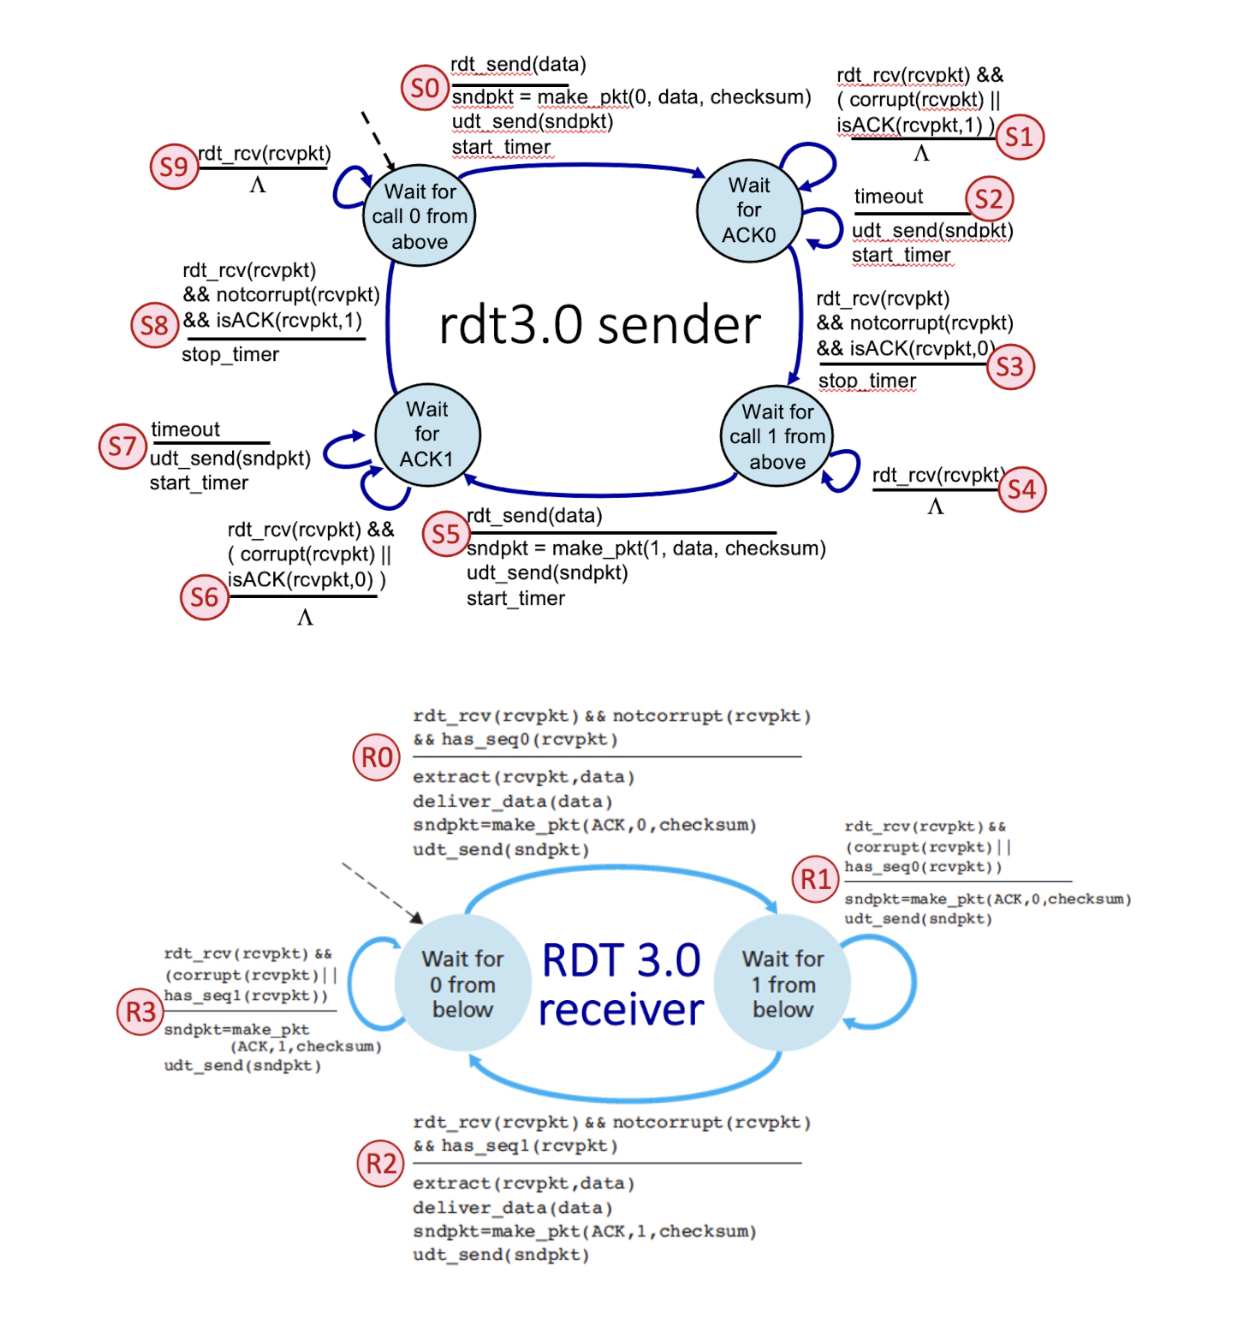 S0
rdt_send(data)
sndpkt = make_pkt(0, data, checksum)
udt_send(sndpkt)
start_timer
rdt_rcv(rcvpkt) &&
( corrupt(rcvpkt) ||
isACK(rcvpkt,1) )
S1
Λ
S9
rdt_rcv(rcvpkt)
Λ
Wait for
call 0 from
above
Wait
for
ACK0
timeout
S2
udt_send(sndpkt)
start_timer
rdt_rcv(rcvpkt)
&& notcorrupt(rcvpkt)
&& isACK(rcvpkt,1)
S8
stop_timer
rdt3.0 sender
rdt_rcv(rcvpkt)
&& notcorrupt(rcvpkt)
&& isACK(rcvpkt,0)
S3
stop_timer
Wait
for
ACK1
Wait for
call 1 from
above
S7
timeout
udt_send(sndpkt)
start_timer
rdt_rcv(rcvpkt)
S4
Λ
rdt_rcv(rcvpkt) &&
( corrupt(rcvpkt) ||
isACK(rcvpkt,0) )
S6
Λ
S5
rdt_send(data)
sndpkt = make_pkt(1, data, checksum)
udt_send(sndpkt)
start_timer
rdt_rcv(rcvpkt) && notcorrupt(rcvpkt)
&& has_seq0(rcvpkt)
R0
extract(rcvpkt,data)
deliver_data(data)
sndpkt=make_pkt(ACK,0,checksum)
udt_send(sndpkt)
rdt_rcv(rcvpkt) &&
(corrupt(rcvpkt)||
has_seq0(rcvpkt))
R1
sndpkt=make_pkt(ACK,0,checksum)
udt_send(sndpkt)
Wait for
0 from
below
RDT 3.0
receiver
Wait for
1 from
below
rdt_rcv(rcvpkt) &&
(corrupt(rcvpkt)||
has_seq1(rcvpkt))
R3
sndpkt=make_pkt
(ACK,1,checksum)
udt_send(sndpkt)
rdt_rcv(rcvpkt) && notcorrupt(rcvpkt)
&& has_seq1(rcvpkt)
R2
extract(rcvpkt,data)
deliver_data(data)
sndpkt=make_pkt(ACK,1,checksum)
udt_send(sndpkt)